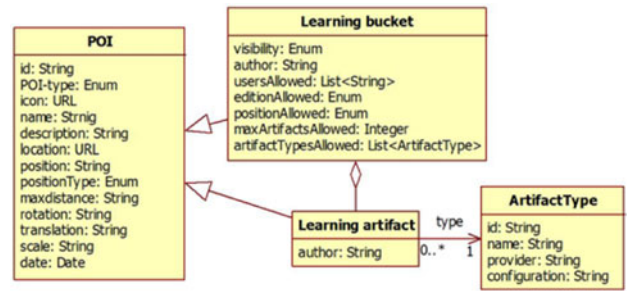 POI
id: String
POI-type: Enum
icon: URL
name: Strnig
description: String
location: URL
position: String
positionType: Enum
maxdistance: String
rotation: String
translation: String
scale: String
date: Date
Learning bucket
visibility: Enum
author: String
usersAllowed: List<String>
editionAllowed: Enum
positionAllowed: Enum
maxArtifactsAllowed: Integer
artifactTypesAllowed: List<ArtifactType>
Learning artifact
author: String
type
0..*
1
ArtifactType
id: String
name: String
provider: String
configuration: String